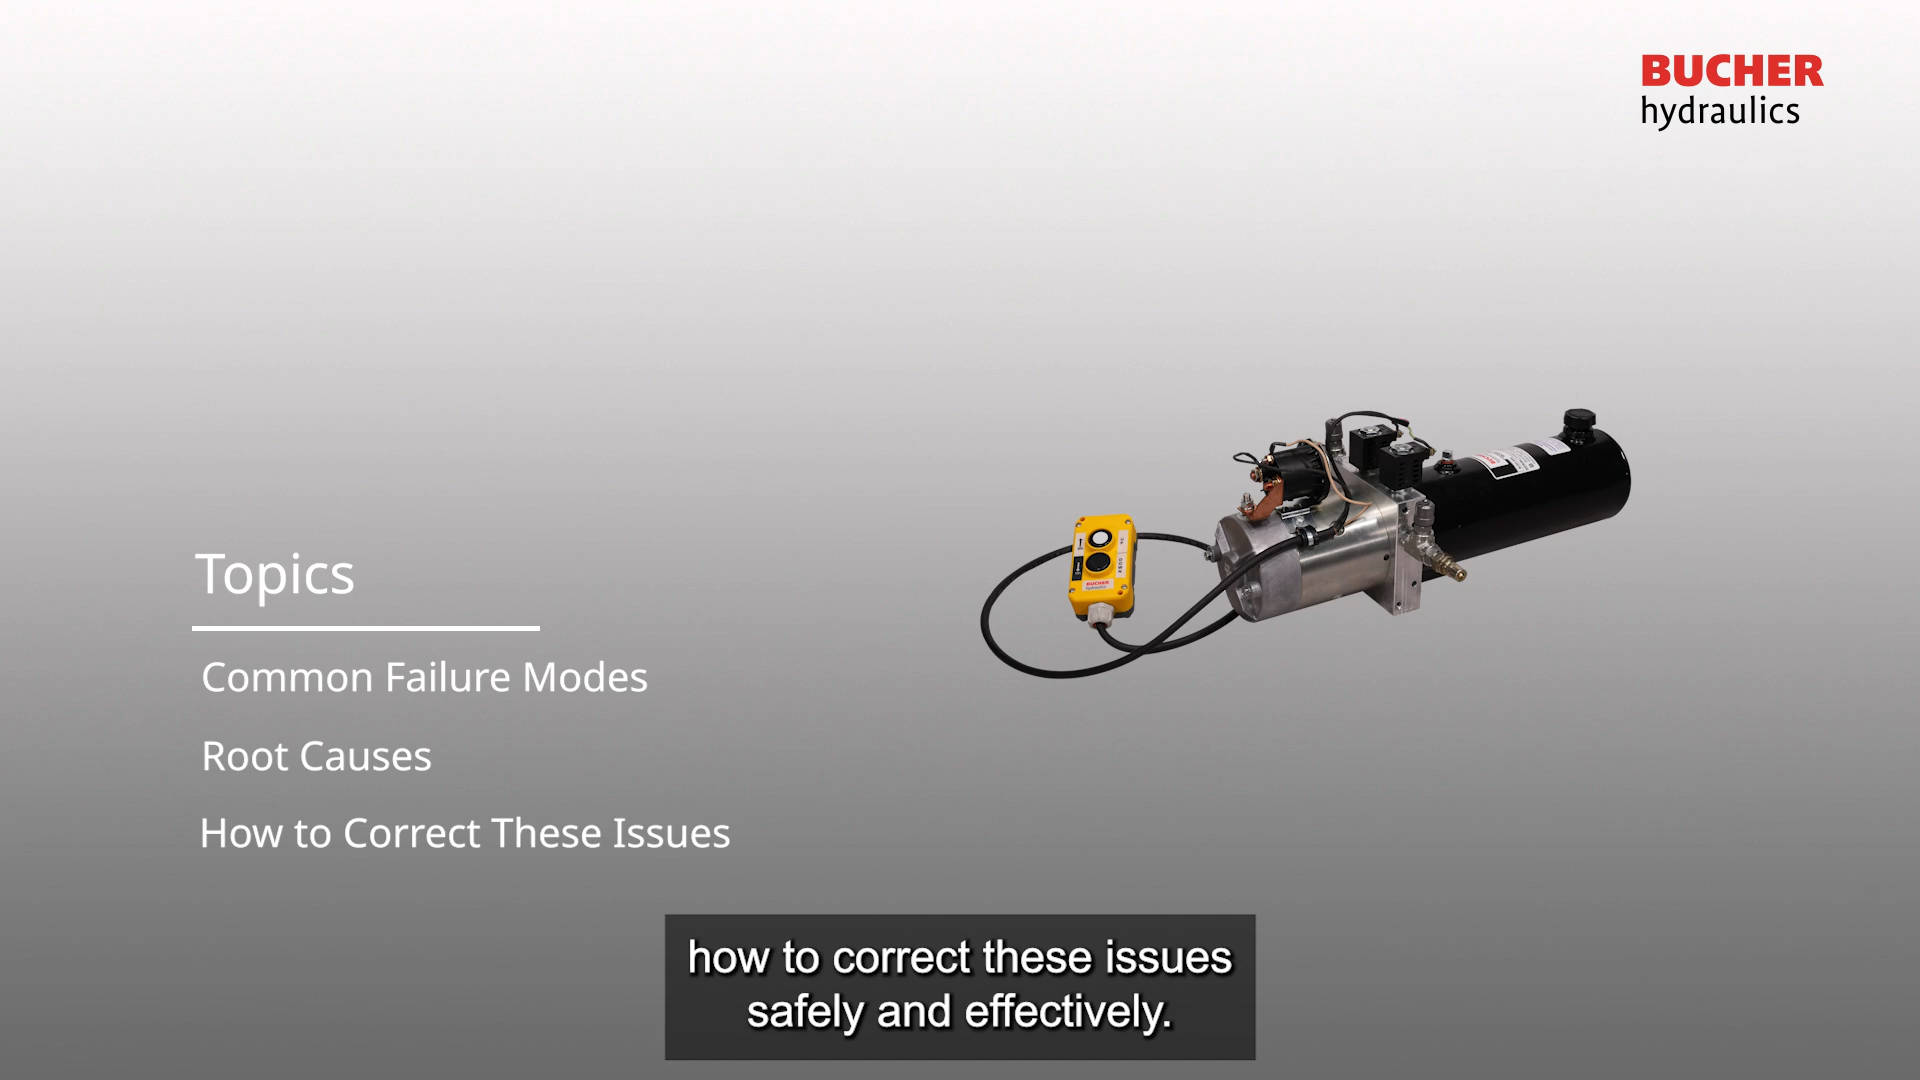 BUCHER
hydraulics
Topics
Common Failure Modes
Root Causes
How to Correct These Issues
how to correct these issues
safely and effectively.